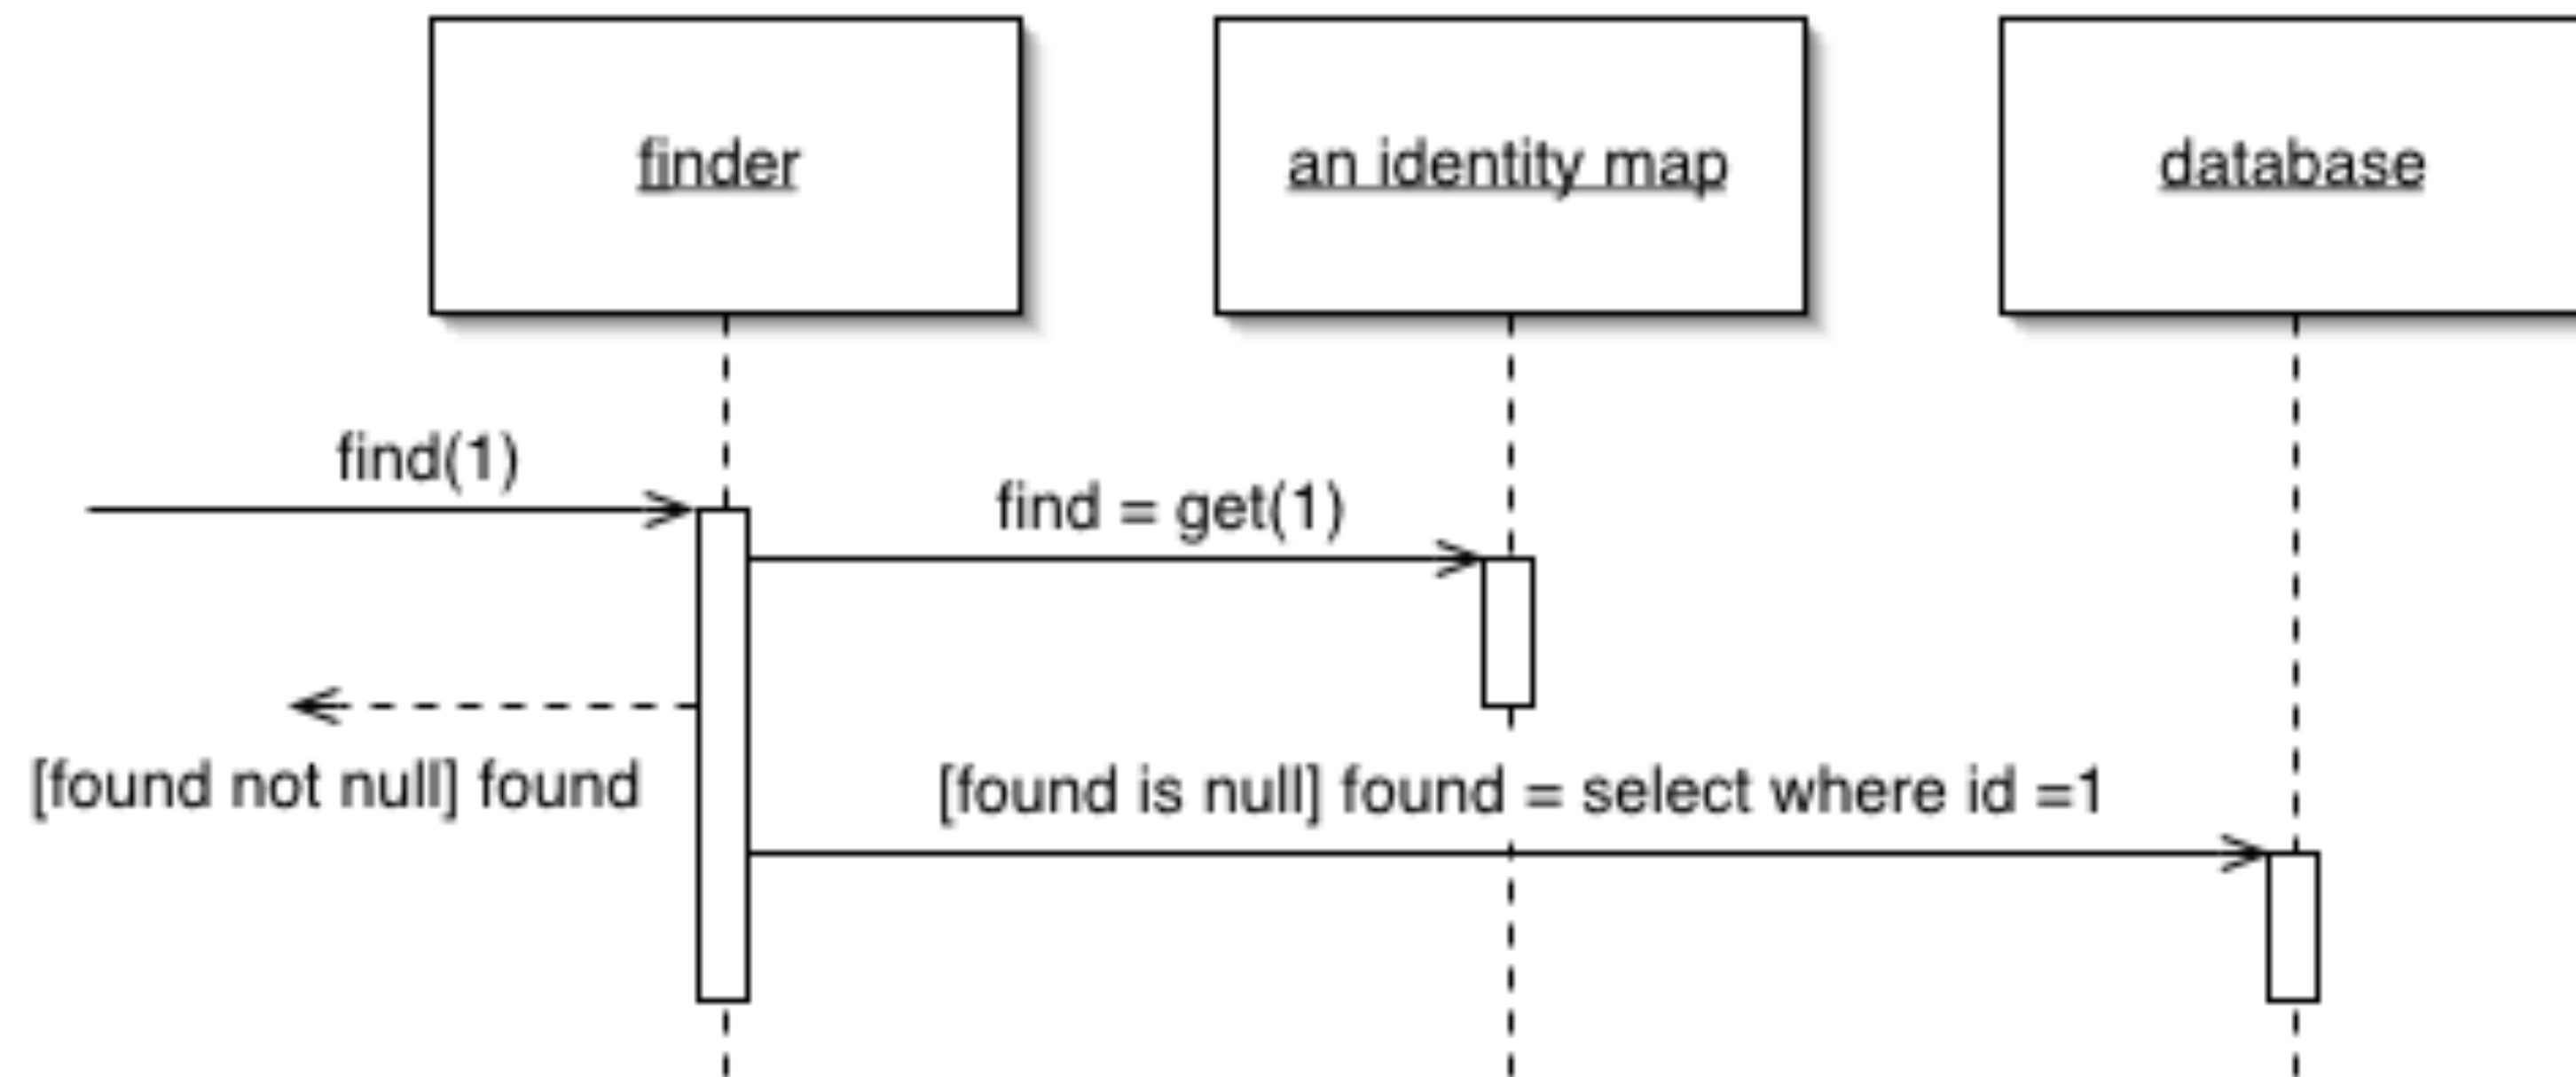 finder
an identity map
database
find(1)
find = get(1)
[found not null] found
[found is null] found = select where id =1